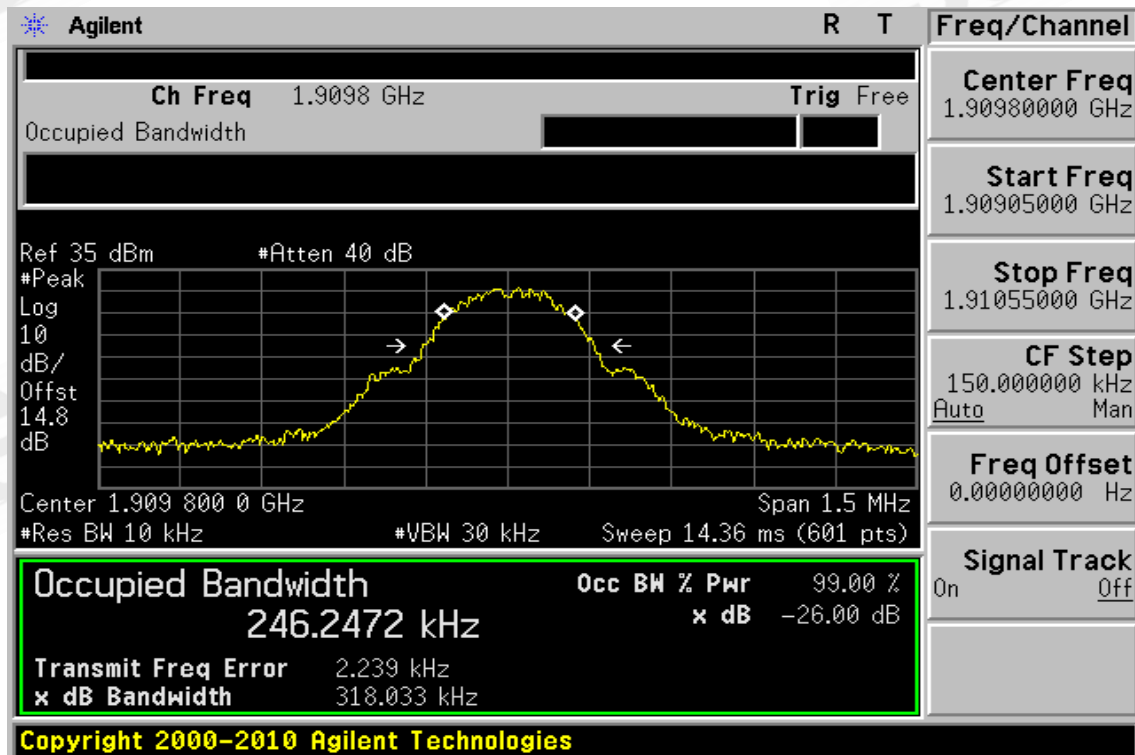 Agilent R T
Ch Freq 1.9098 GHz Trig Free
Occupied Bandwidth
Ref 35 dBm #Atten 40 dB
#Peak
Log
10
dB/
Offst
14.8
dB
Center 1.909 800 0 GHz Span 1.5 MHz
#Res BW 10 kHz #VBW 30 kHz Sweep 14.36 ms (601 pts)
Occupied Bandwidth
246.2472 kHz
Occ BW % Pwr 99.00 %
x dB -26.00 dB
Transmit Freq Error 2.239 kHz
x dB Bandwidth 318.033 kHz
Copyright 2000-2010 Agilent Technologies
Freq/Channel
Center Freq
1.90980000 GHz
Start Freq
1.90905000 GHz
Stop Freq
1.91055000 GHz
CF Step
150.000000 kHz
Auto Man
Freq Offset
0.00000000 Hz
Signal Track
On Off